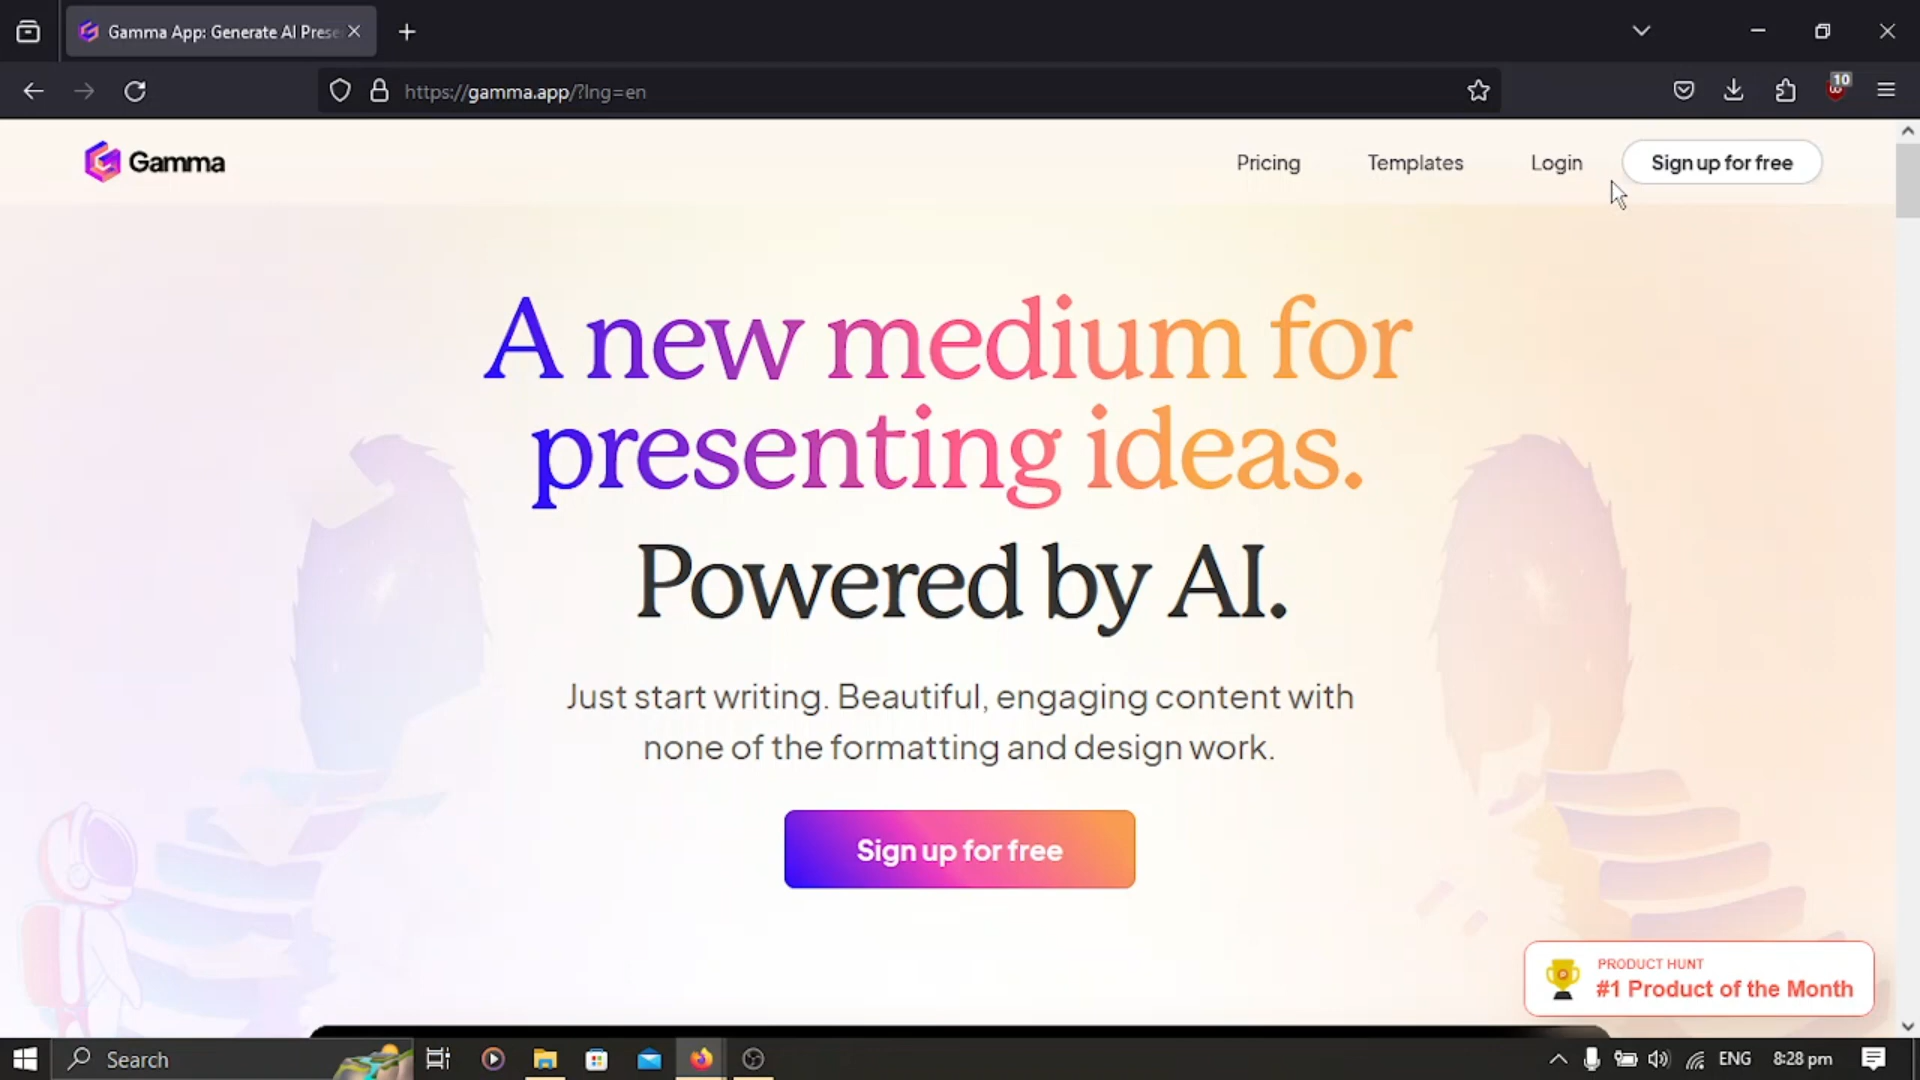 Gamma App: Generate AI Prese
https://gamma.app/?lng=en
10
Gamma
Pricing
Templates
Login
Sign up for free
A new medium for
presenting ideas.
Powered by AI.
Just start writing. Beautiful, engaging content with
none of the formatting and design work.
Sign up for free
PRODUCT HUNT
#1 Product of the Month
Search
ENG
8:28 pm